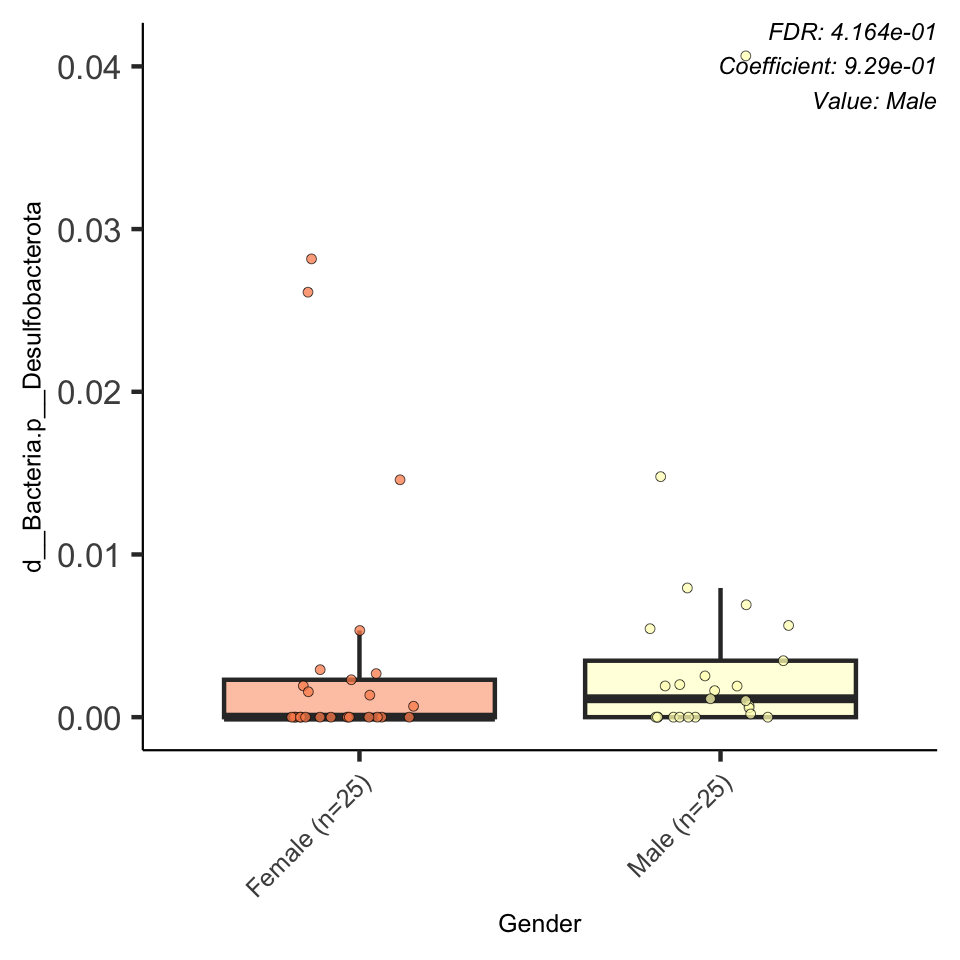 FDR: 4.164e-01
Coefficient: 9.29e-01
Value: Male
d__Bacteria.p__Desulfobacterota
0.04
0.03
0.02
0.01
0.00
Female (n=25)
Male (n=25)
Gender